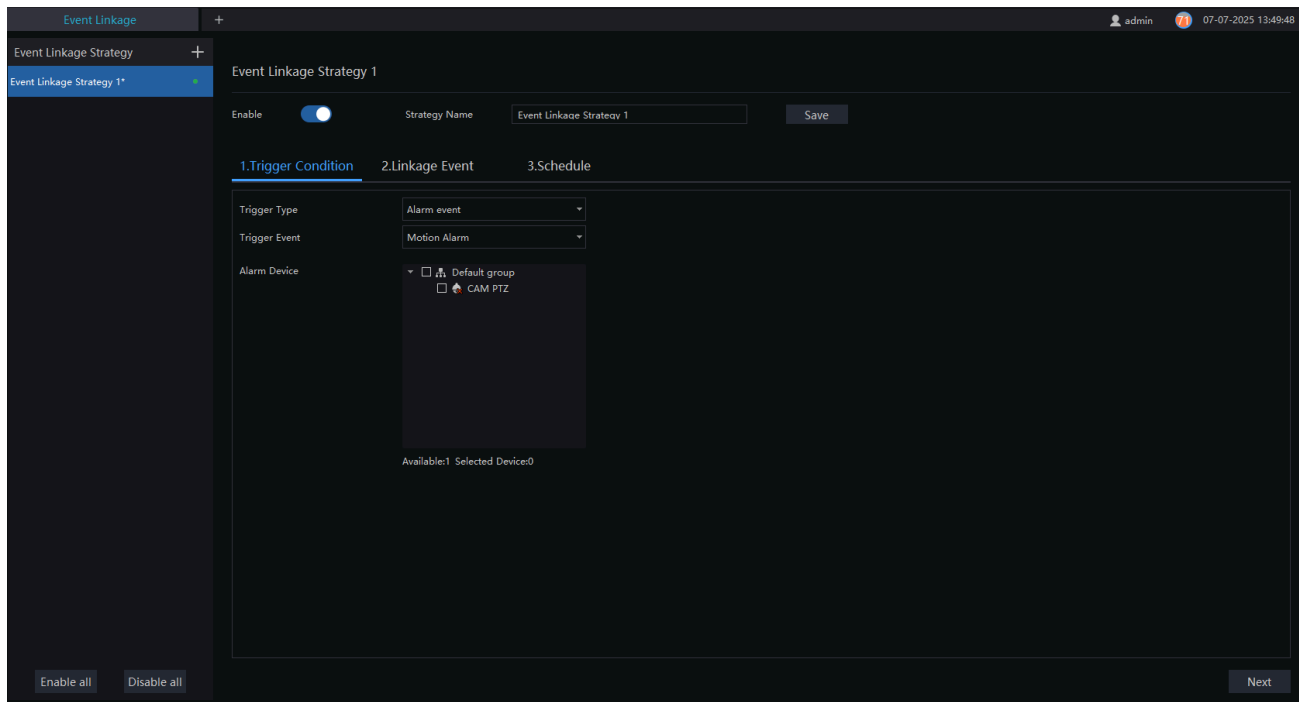 Event Linkage + admin 71 07-07-2025 13:49:48
Event Linkage Strategy +
Event Linkage Strategy 1*
Event Linkage Strategy 1
Enable Strategy Name Event Linkage Strategy 1 Save
1.Trigger Condition 2.Linkage Event 3.Schedule
Trigger Type Alarm event
Trigger Event Motion Alarm
Alarm Device Default group
CAM PTZ
Available:1 Selected Device:0
Enable all Disable all Next